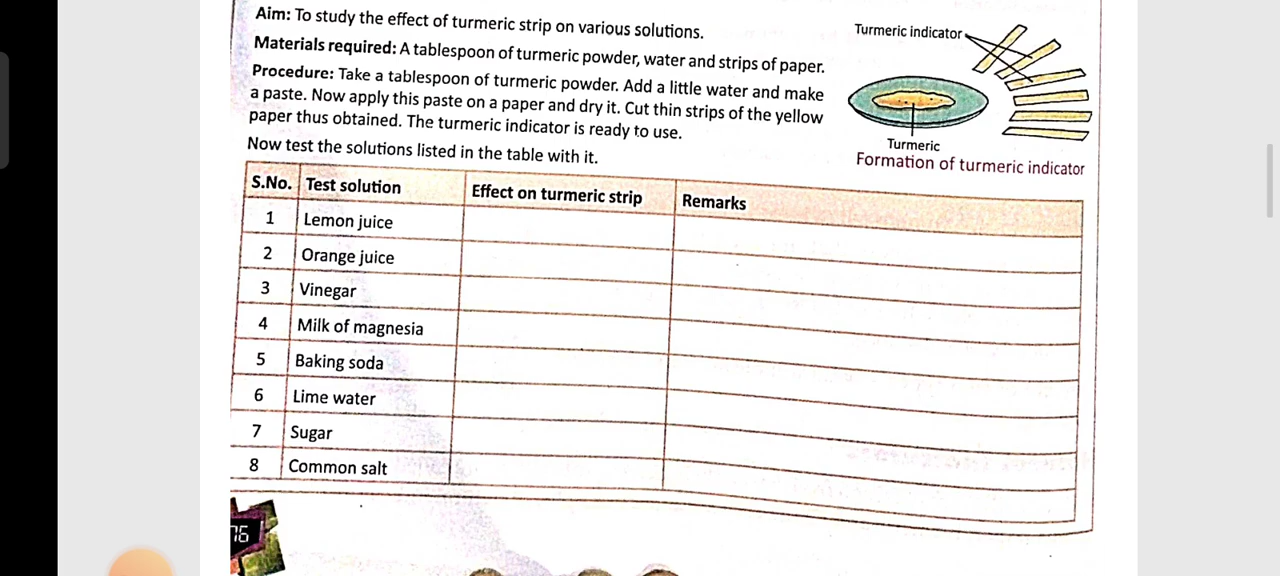 Aim: To study the effect of turmeric strip on various solutions.
Turmeric indicator
Materials required: A tablespoon of turmeric powder, water and strips of paper.
Procedure: Take a tablespoon of turmeric powder. Add a little water and make
a paste. Now apply this paste on a paper and dry it. Cut thin strips of the yellow
paper thus obtained. The turmeric indicator is ready to use.
Turmeric
Formation of turmeric indicator
Now test the solutions listed in the table with it.
S.No. Test solution Effect on turmeric strip Remarks
1 Lemon juice
2 Orange juice
3 Vinegar
4 Milk of magnesia
5 Baking soda
6 Lime water
7 Sugar
8 Common salt
76